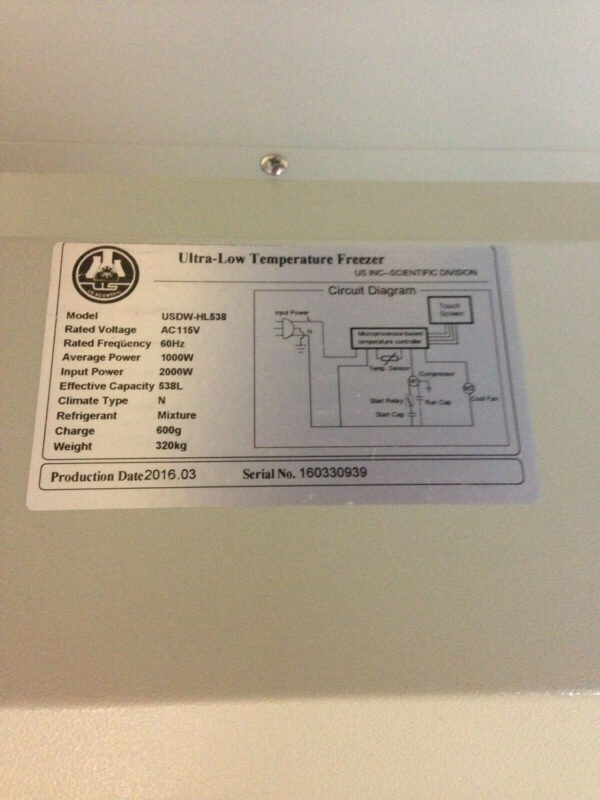 U.S
Ultra-Low Temperature Freezer
US INC--SCIENTIFIC DIVISION
Model USDW-HL538
Rated Voltage AC115V
Rated Frequency 60Hz
Average Power 1000W
Input Power 2000W
Effective Capacity 538L
Climate Type N
Refrigerant Mixture
Charge 600g
Weight 320kg
Circuit Diagram
Input Power
L
N
Touch
Screen
Microprocessor-based
temperature controller
Temp. Sensor
Compressor
Start Relay
Run Cap
Start Cap
Cool Fan
Production Date 2016.03 Serial No. 160330939